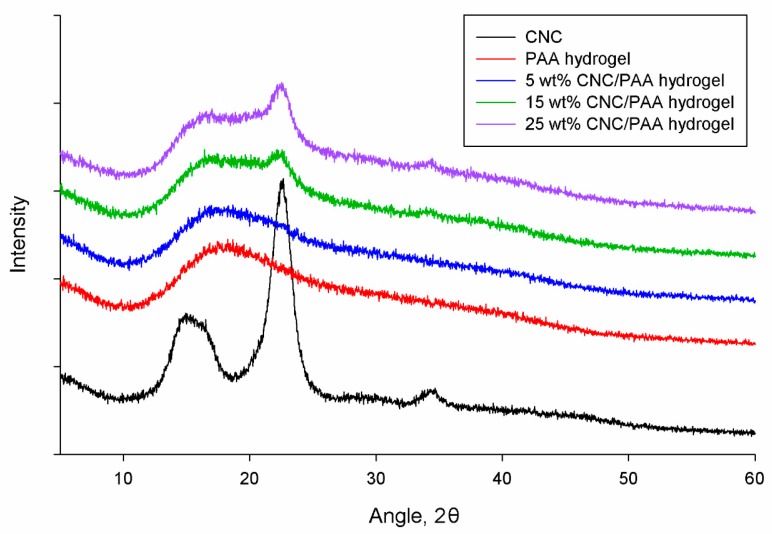 CNC
PAA hydrogel
5 wt% CNC/PAA hydrogel
15 wt% CNC/PAA hydrogel
25 wt% CNC/PAA hydrogel
Intensity
10 20 30 40 50 60
Angle, 2θ